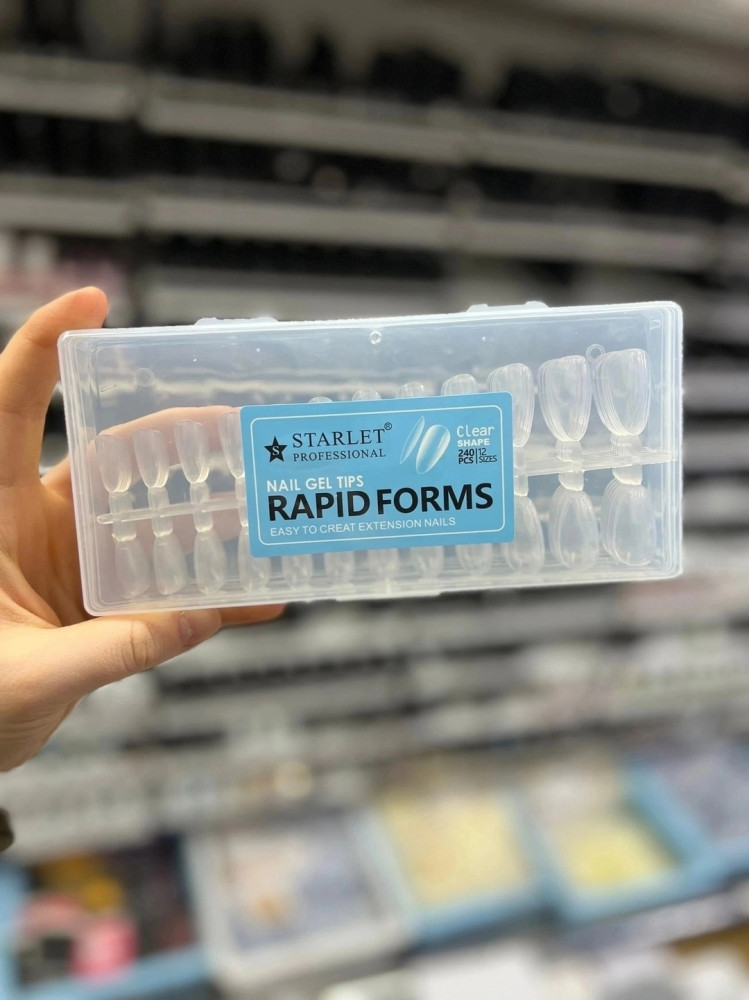 STARLET®
PROFESSIONAL
Clear
SHAPE
240 PCS | 12 SIZES
NAIL GEL TIPS
RAPID FORMS
EASY TO CREAT EXTENSION NAILS